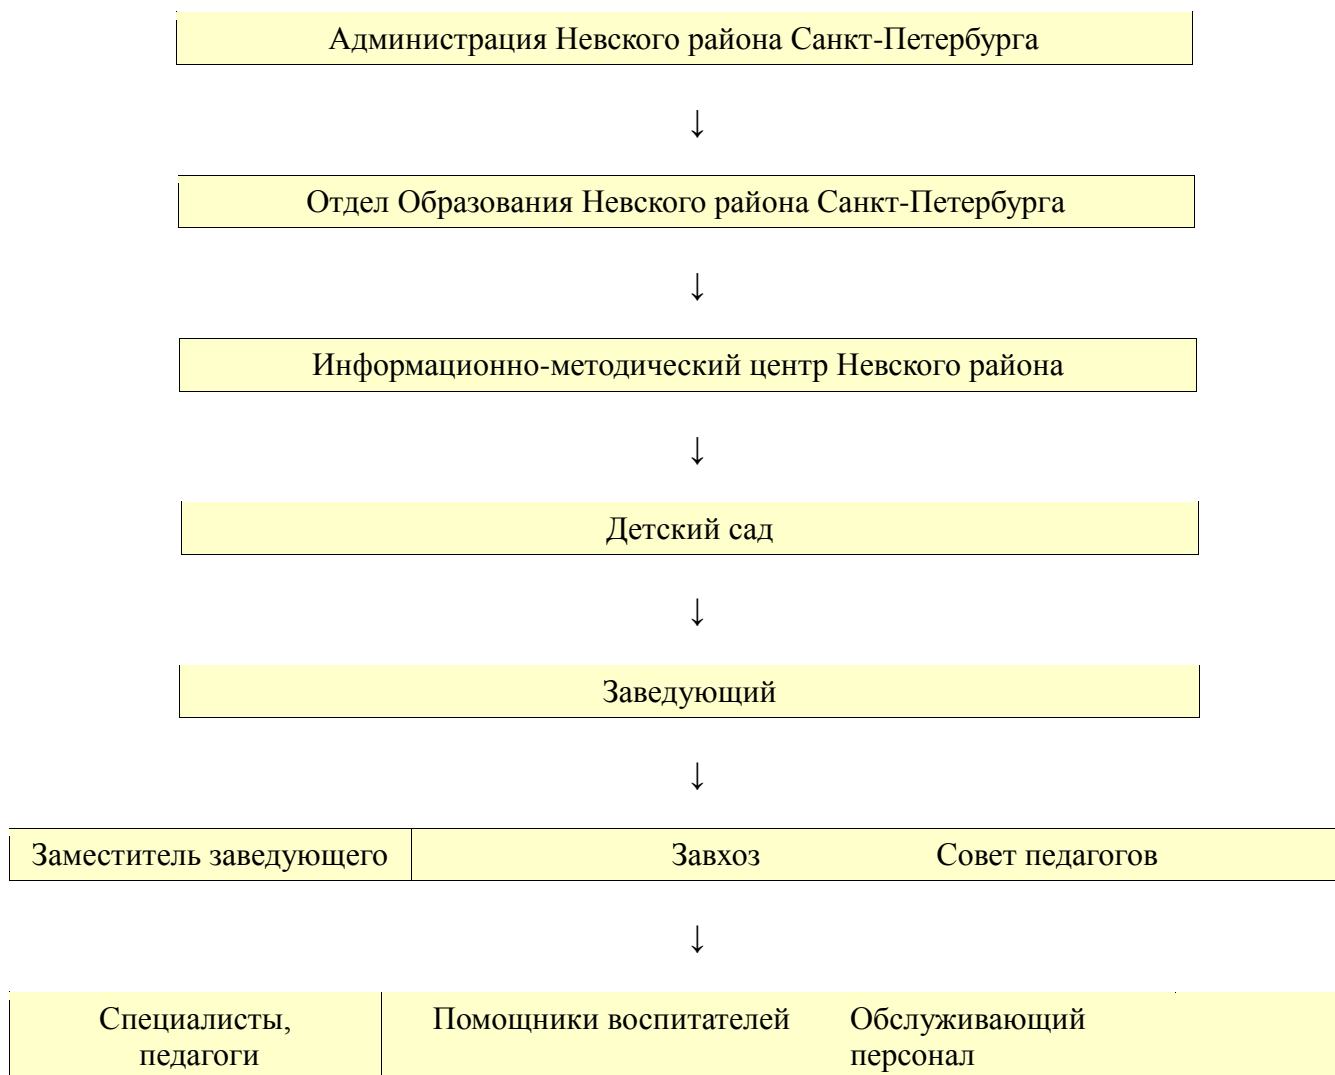 Администрация Невского района Санкт-Петербурга
↓
Отдел Образования Невского района Санкт-Петербурга
↓
Информационно-методический центр Невского района
↓
Детский сад
↓
Заведующий
↓
Заместитель заведующего Завхоз Совет педагогов
↓
Специалисты, Помощники воспитателей Обслуживающий
педагоги персонал